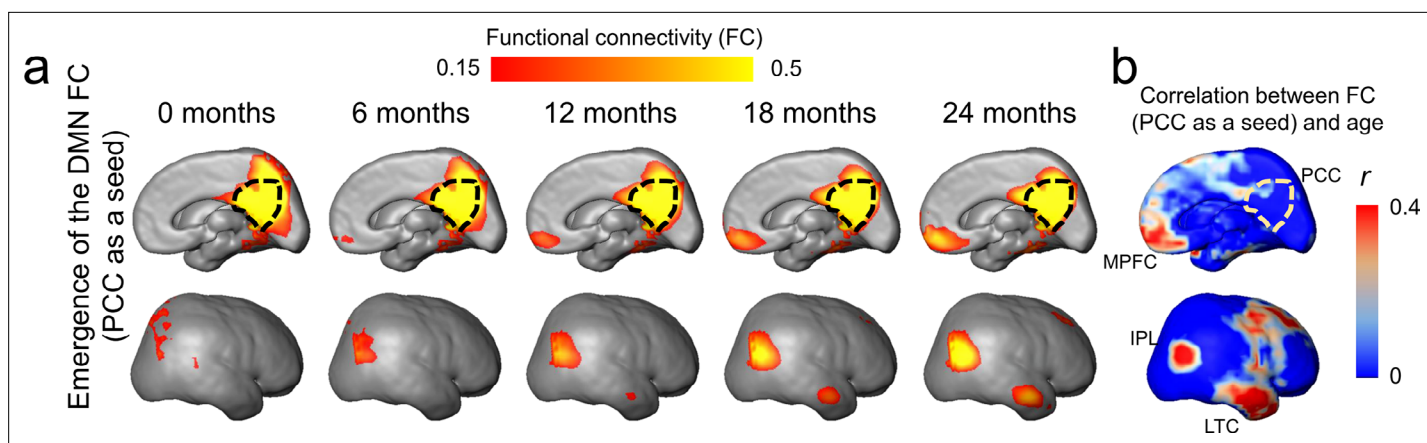 a
Functional connectivity (FC)
0.15
0.5
Emergence of the DMN FC
(PCC as a seed)
0 months
6 months
12 months
18 months
24 months
b
Correlation between FC
(PCC as a seed) and age
PCC
MPFC
IPL
LTC
r
0.4
0